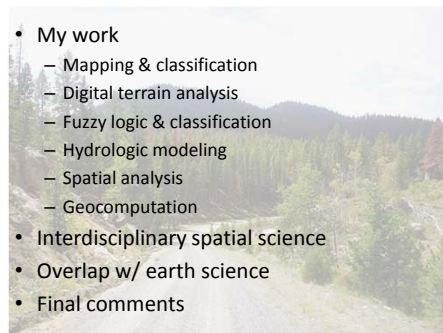 • My work
– Mapping & classification
– Digital terrain analysis
– Fuzzy logic & classification
– Hydrologic modeling
– Spatial analysis
– Geocomputation
• Interdisciplinary spatial science
• Overlap w/ earth science
• Final comments